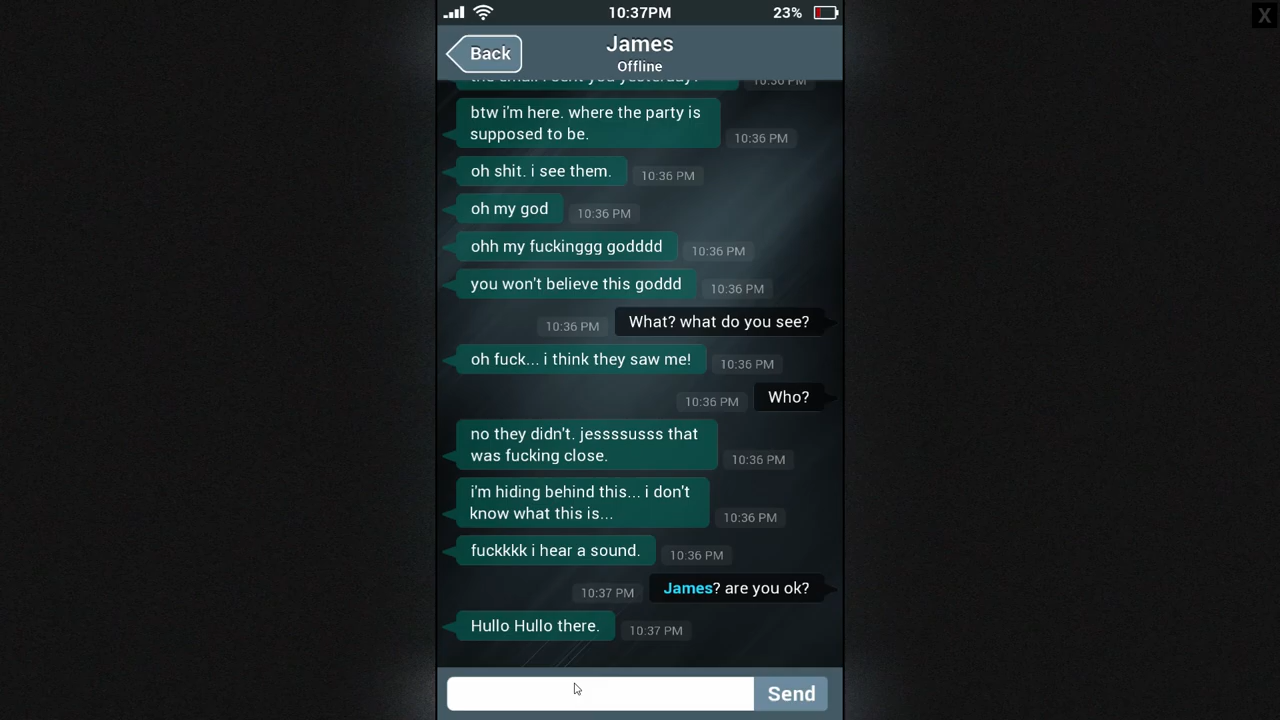 10:37PM
23%
X
Back
James
Offline
10:36 PM
btw i'm here. where the party is
supposed to be.
10:36 PM
oh shit. i see them.
10:36 PM
oh my god
10:36 PM
ohh my fuckinggg godddd
10:36 PM
you won't believe this goddd
10:36 PM
10:36 PM
What? what do you see?
oh fuck... i think they saw me!
10:36 PM
10:36 PM
Who?
no they didn't. jesssusss that
was fucking close.
10:36 PM
i'm hiding behind this... i don't
know what this is...
10:36 PM
fuckkkk i hear a sound.
10:36 PM
10:37 PM
James? are you ok?
Hullo Hullo there.
10:37 PM
Send